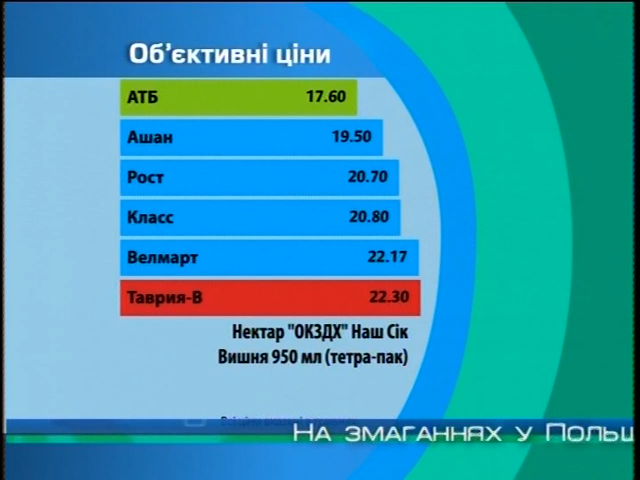 Об'єктивні ціни
АТБ 17.60
Ашан 19.50
Рост 20.70
Класс 20.80
Велмарт 22.17
Таврия-В 22.30
Нектар "ОКЗДХ" Наш Сік
Вишня 950 мл (тетра-пак)
На змаганнях у Польщ